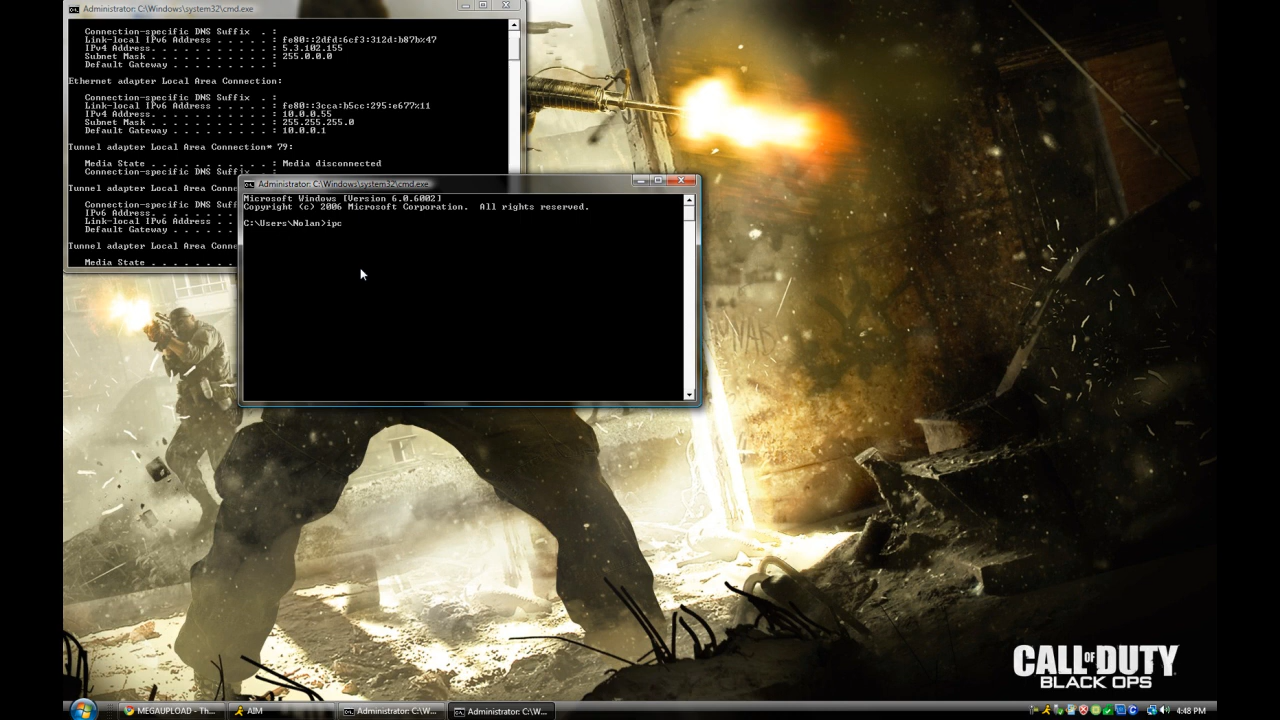 Administrator: C:\Windows\system32\cmd.exe
Connection-specific DNS Suffix . :
Link-local IPv6 Address . . . . . : fe80::2dfd:6cf3:312d:b87b%47
IPv4 Address. . . . . . . . . . . : 5.3.102.155
Subnet Mask . . . . . . . . . . . : 255.0.0.0
Default Gateway . . . . . . . . . :
Ethernet adapter Local Area Connection:
Connection-specific DNS Suffix . :
Link-local IPv6 Address . . . . . : fe80::3cca:b5cc:295:e677%11
IPv4 Address. . . . . . . . . . . : 10.0.0.55
Subnet Mask . . . . . . . . . . . : 255.255.255.0
Default Gateway . . . . . . . . . : 10.0.0.1
Tunnel adapter Local Area Connection* 79:
Media State . . . . . . . . . . . : Media disconnected
Connection-specific DNS Suffix . :
Tunnel adapter Local Area Conne
Connection-specific DNS Suff
IPv6 Address. . . . . . . . .
Link-local IPv6 Address . . .
Default Gateway . . . . . . .
Tunnel adapter Local Area Conne
Media State . . . . . . . . .
Administrator: C:\Windows\system32\cmd.exe
Microsoft Windows [Version 6.0.6002]
Copyright (c) 2006 Microsoft Corporation. All rights reserved.
C:\Users\Nolan>ipc
CALL OF DUTY
BLACK OPS
MEGAUPLOAD - Th...
AIM
Administrator: C:\W...
Administrator: C:\W...
4:48 PM